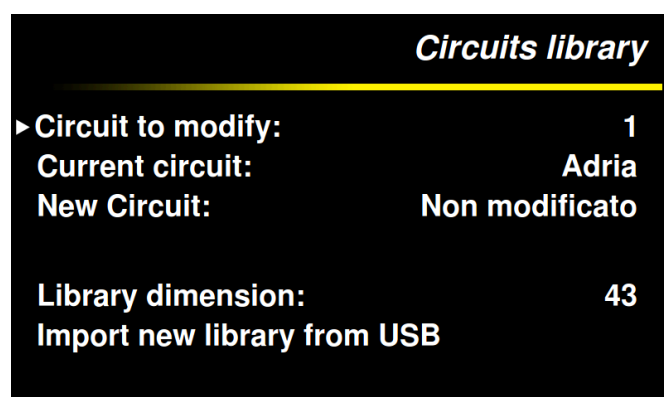 Circuits library
Circuit to modify: 1
Current circuit: Adria
New Circuit: Non modificato
Library dimension: 43
Import new library from USB